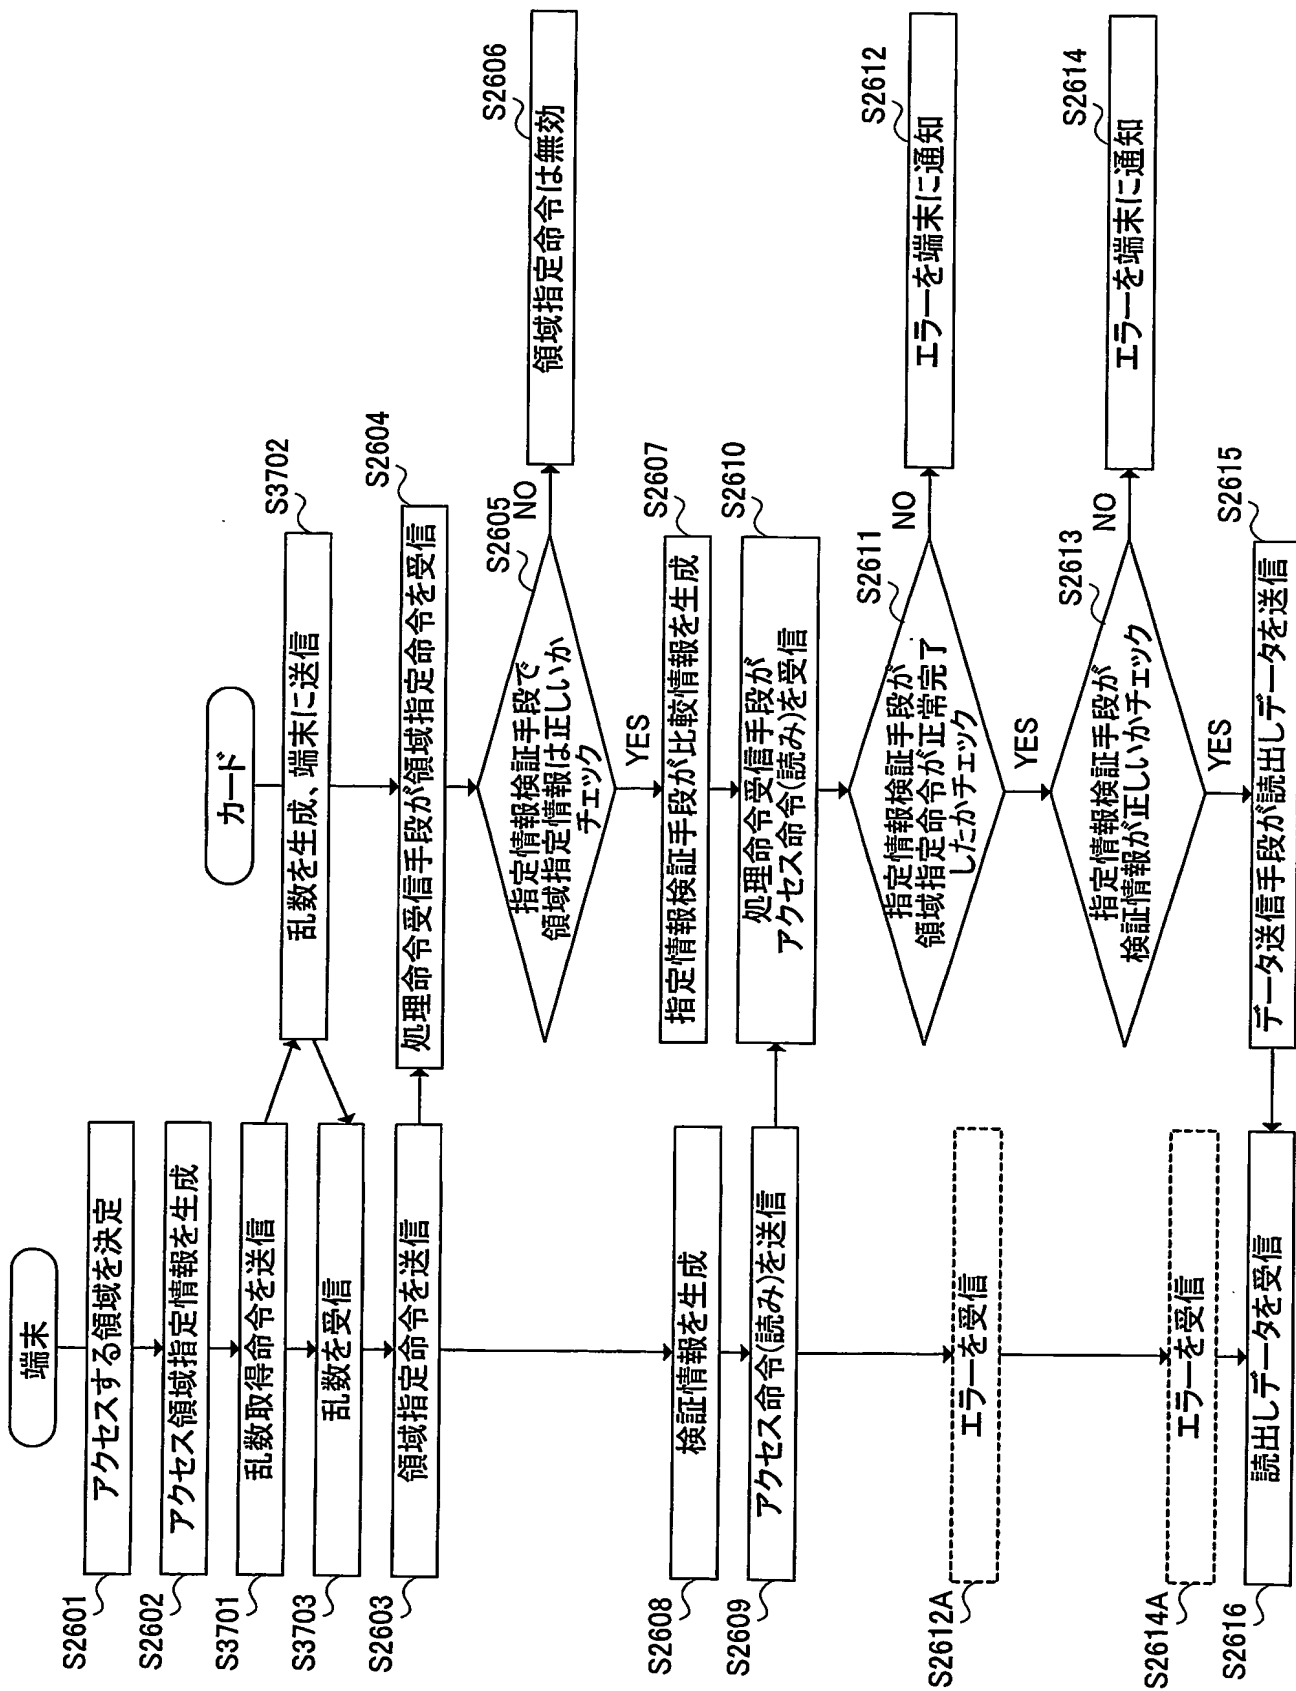 端末
S2601
アクセスする領域を決定
S2602
アクセス領域指定情報を生成
S3701
乱数取得命令を送信
S3703
乱数を受信
S2603
領域指定命令を送信
S2608
検証情報を生成
S2609
アクセス命令(読み)を送信
S2612A
エラーを受信
S2614A
エラーを受信
S2616
読出しデータを受信
カード
S3702
乱数を生成、端末に送信
S2604
処理命令受信手段が領域指定命令を受信
S2605
指定情報検証手段で
領域指定情報は正しいか
チェック
NO
S2606
領域指定命令は無効
YES
S2607
指定情報検証手段が比較情報を生成
S2610
処理命令受信手段が
アクセス命令(読み)を受信
S2611
指定情報検証手段が
領域指定命令が正常完了
したかチェック
NO
S2612
エラーを端末に通知
YES
S2613
指定情報検証手段が
検証情報が正しいかチェック
NO
S2614
エラーを端末に通知
YES
S2615
データ送信手段が読出しデータを送信